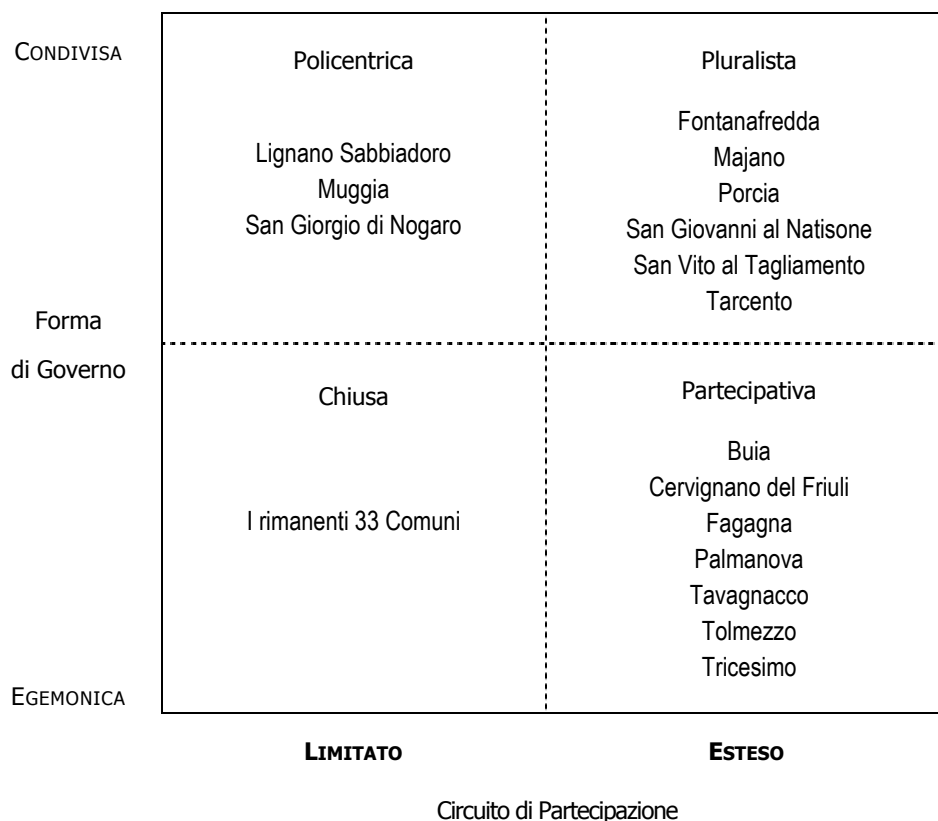 CONDIVISA
Policentrica
Pluralista
Lignano Sabbiadoro
Muggia
San Giorgio di Nogaro
Fontanafredda
Majano
Porcia
San Giovanni al Natisone
San Vito al Tagliamento
Tarcento
Forma
di Governo
Chiusa
Partecipativa
I rimanenti 33 Comuni
Buia
Cervignano del Friuli
Fagagna
Palmanova
Tavagnacco
Tolmezzo
Tricesimo
EGEMONICA
LIMITATO
ESTESO
Circuito di Partecipazione